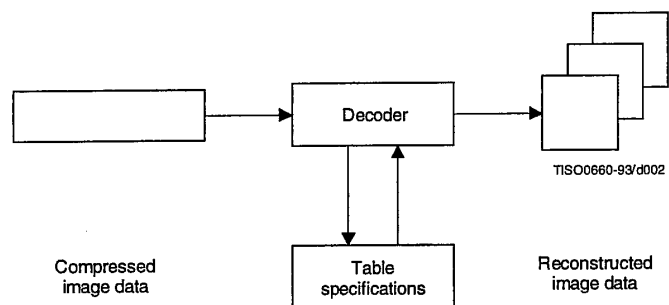 Decoder
TISO0660-93/d002
Compressed
image data
Table
specifications
Reconstructed
image data